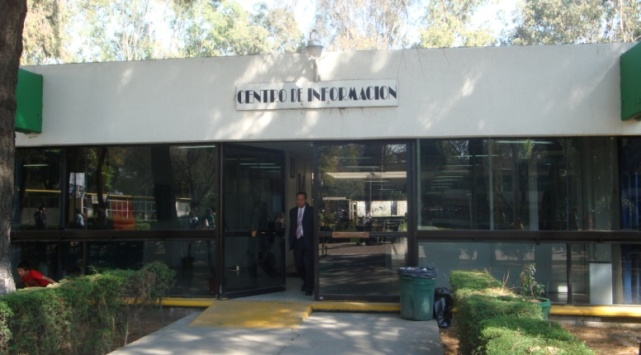 CENTRO DE INFORMACION